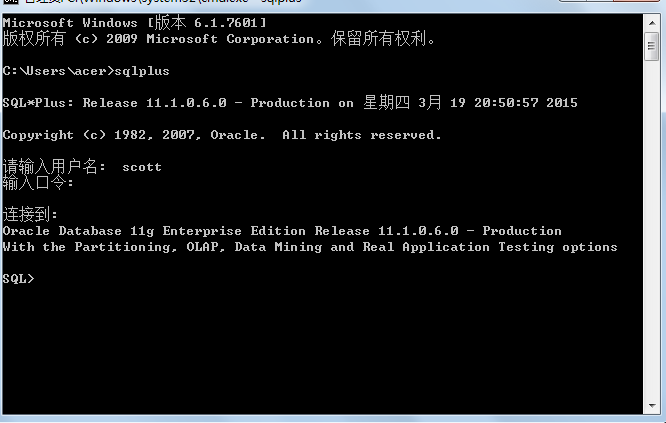 Microsoft Windows [版本 6.1.7601]
版权所有 (c) 2009 Microsoft Corporation。保留所有权利。
C:\Users\acer>sqlplus
SQL*Plus: Release 11.1.0.6.0 - Production on 星期四 3月 19 20:50:57 2015
Copyright (c) 1982, 2007, Oracle.  All rights reserved.
请输入用户名:  scott
输入口令:
连接到:
Oracle Database 11g Enterprise Edition Release 11.1.0.6.0 - Production
With the Partitioning, OLAP, Data Mining and Real Application Testing options
SQL>